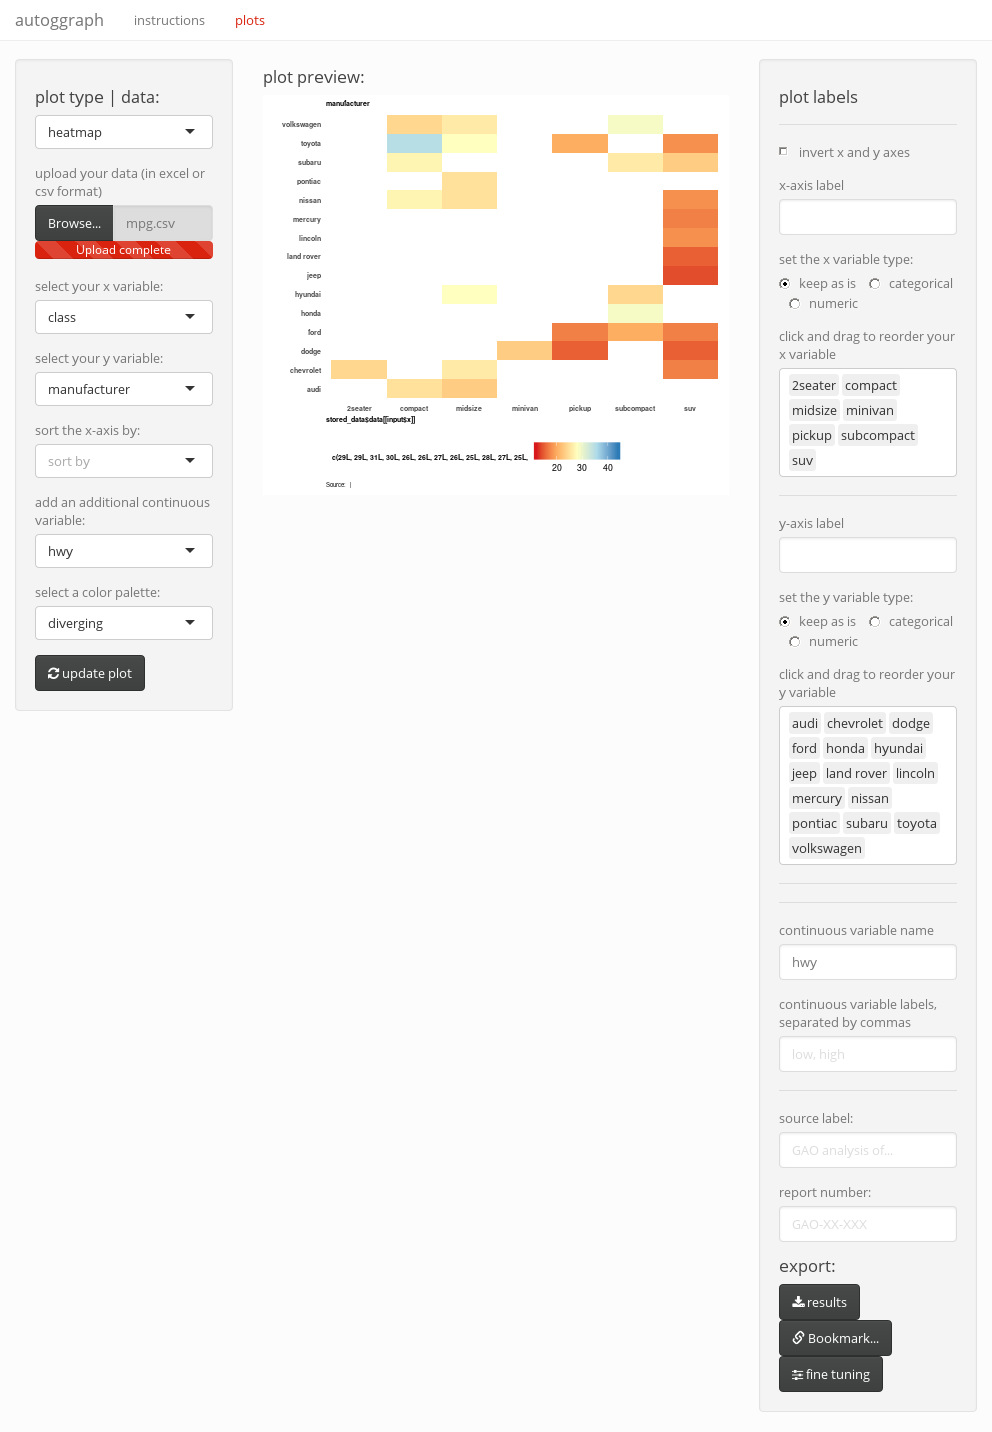 autoggraph instructions plots
plot type | data:
heatmap
upload your data (in excel or
csv format)
Browse... mpg.csv
Upload complete
select your x variable:
class
select your y variable:
manufacturer
sort the x-axis by:
sort by
add an additional continuous
variable:
hwy
select a color palette:
diverging
update plot
plot preview:
manufacturer
volkswagen
toyota
subaru
pontiac
nissan
mercury
lincoln
land rover
jeep
hyundai
honda
ford
dodge
chevrolet
audi
2seater compact midsize minivan pickup subcompact suv
stored_data$data[[input$x]]
c(29L, 29L, 31L, 30L, 26L, 26L, 27L, 26L, 25L, 28L, 27L, 25L,
20 30 40
Source: |
plot labels
invert x and y axes
x-axis label
set the x variable type:
keep as is categorical
numeric
click and drag to reorder your
x variable
2seater compact
midsize minivan
pickup subcompact
suv
y-axis label
set the y variable type:
keep as is categorical
numeric
click and drag to reorder your
y variable
audi chevrolet dodge
ford honda hyundai
jeep land rover lincoln
mercury nissan
pontiac subaru toyota
volkswagen
continuous variable name
hwy
continuous variable labels,
separated by commas
low, high
source label:
GAO analysis of...
report number:
GAO-XX-XXX
export:
results
Bookmark...
fine tuning